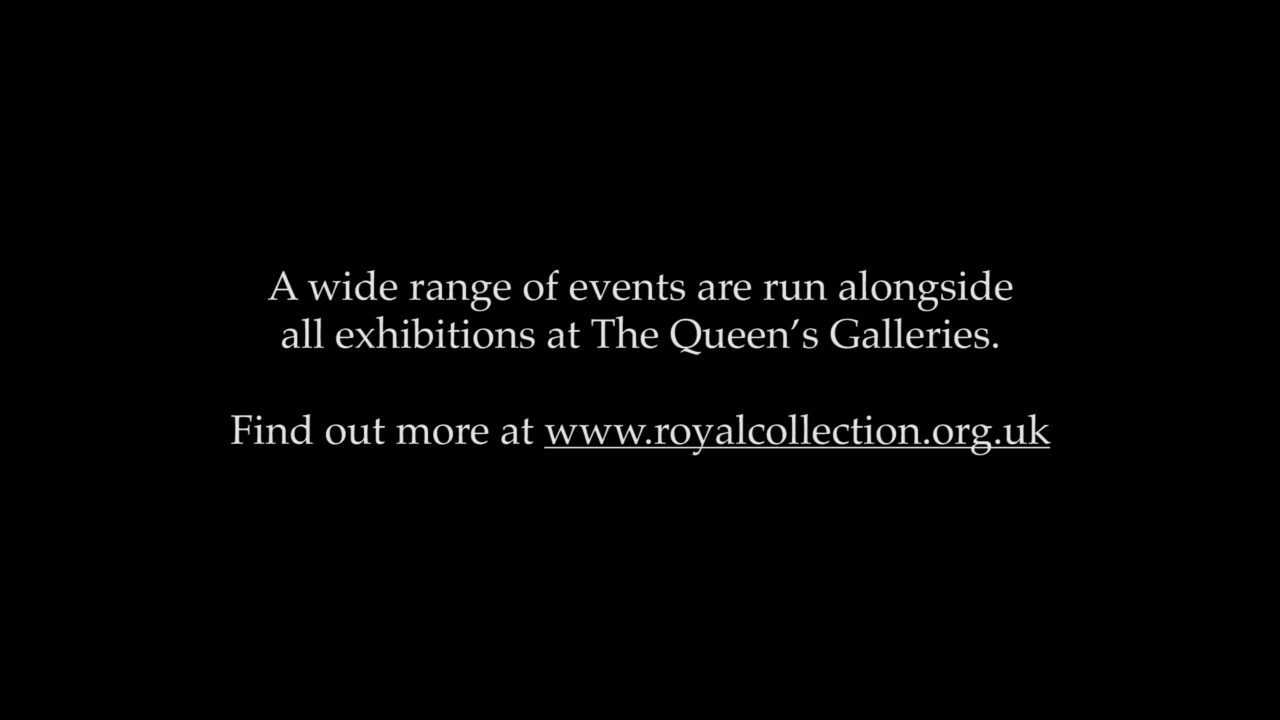 A wide range of events are run alongside
all exhibitions at The Queen’s Galleries.
Find out more at www.royalcollection.org.uk